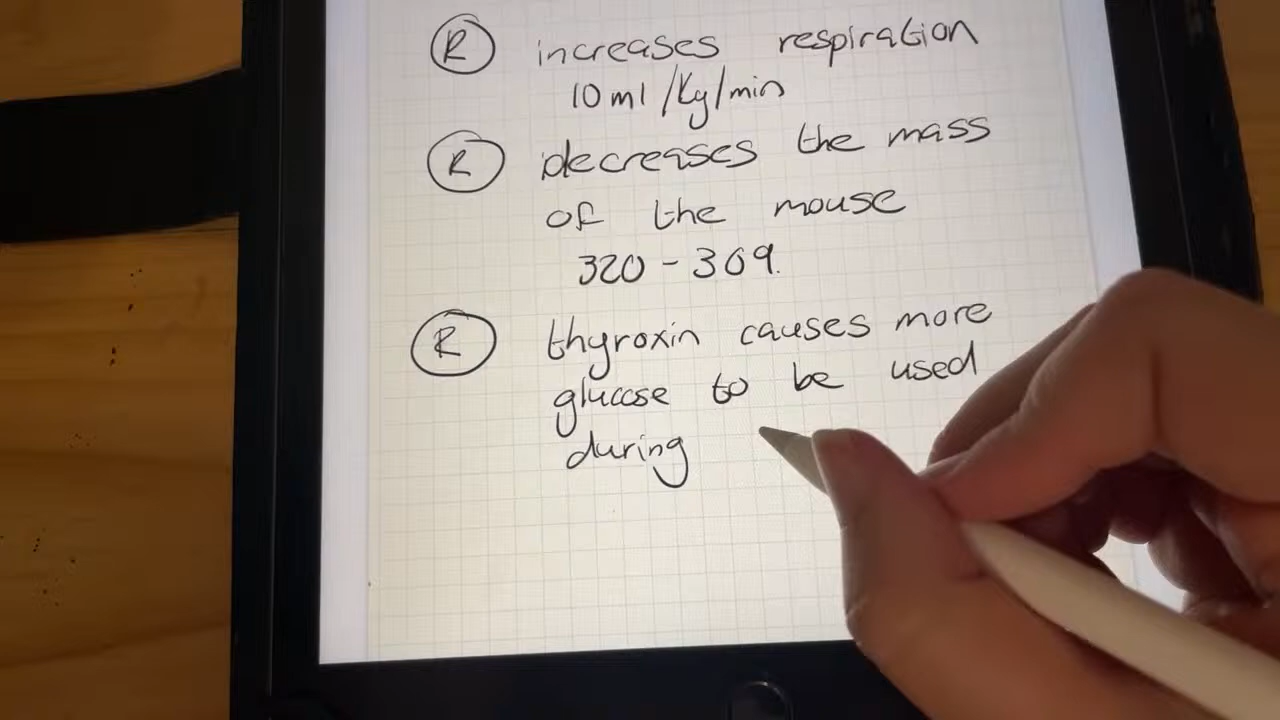 R increases respiration
10 ml/Kg/min
R decreases the mass
of the mouse
320 - 309.
R thyroxin causes more
glucose to be used
during